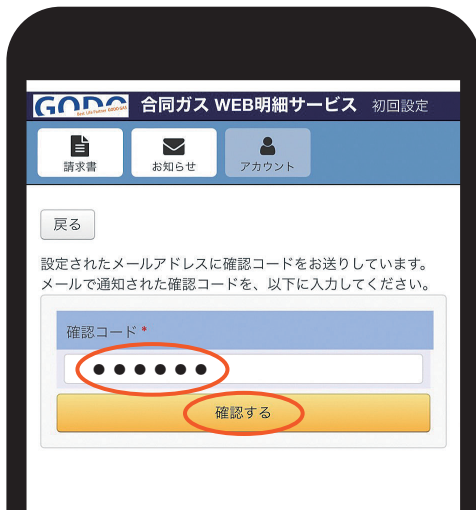 GODO
合同ガス WEB明細サービス 初回設定
請求書
お知らせ
アカウント
戻る
設定されたメールアドレスに確認コードをお送りしています。
メールで通知された確認コードを、以下に入力してください。
確認コード *
●●●●●●
確認する